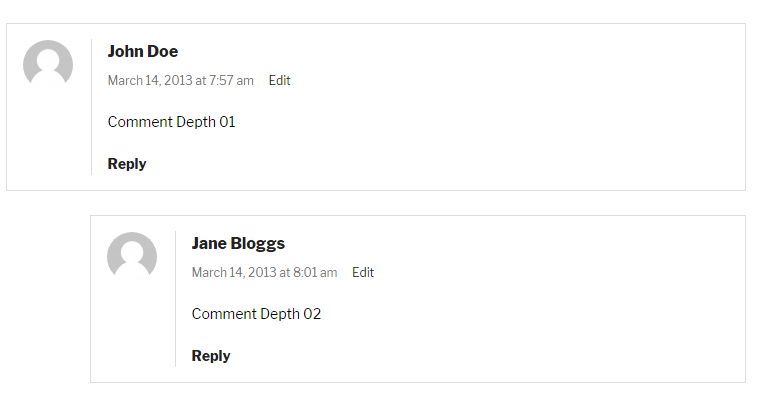 John Doe
March 14, 2013 at 7:57 am Edit
Comment Depth 01
Reply
Jane Bloggs
March 14, 2013 at 8:01 am Edit
Comment Depth 02
Reply